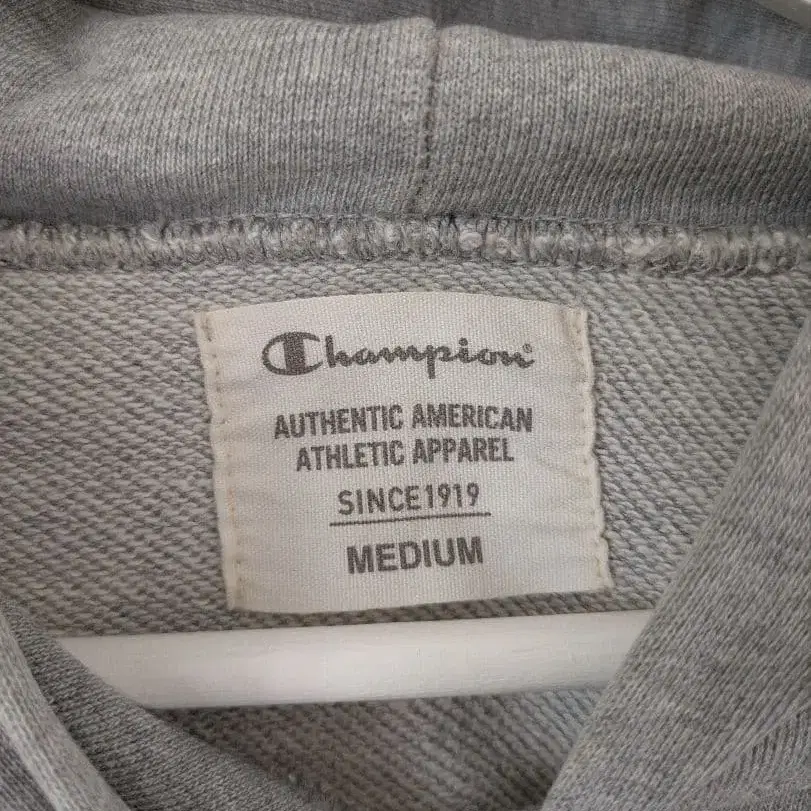 Champion®
AUTHENTIC AMERICAN
ATHLETIC APPAREL
SINCE1919
MEDIUM